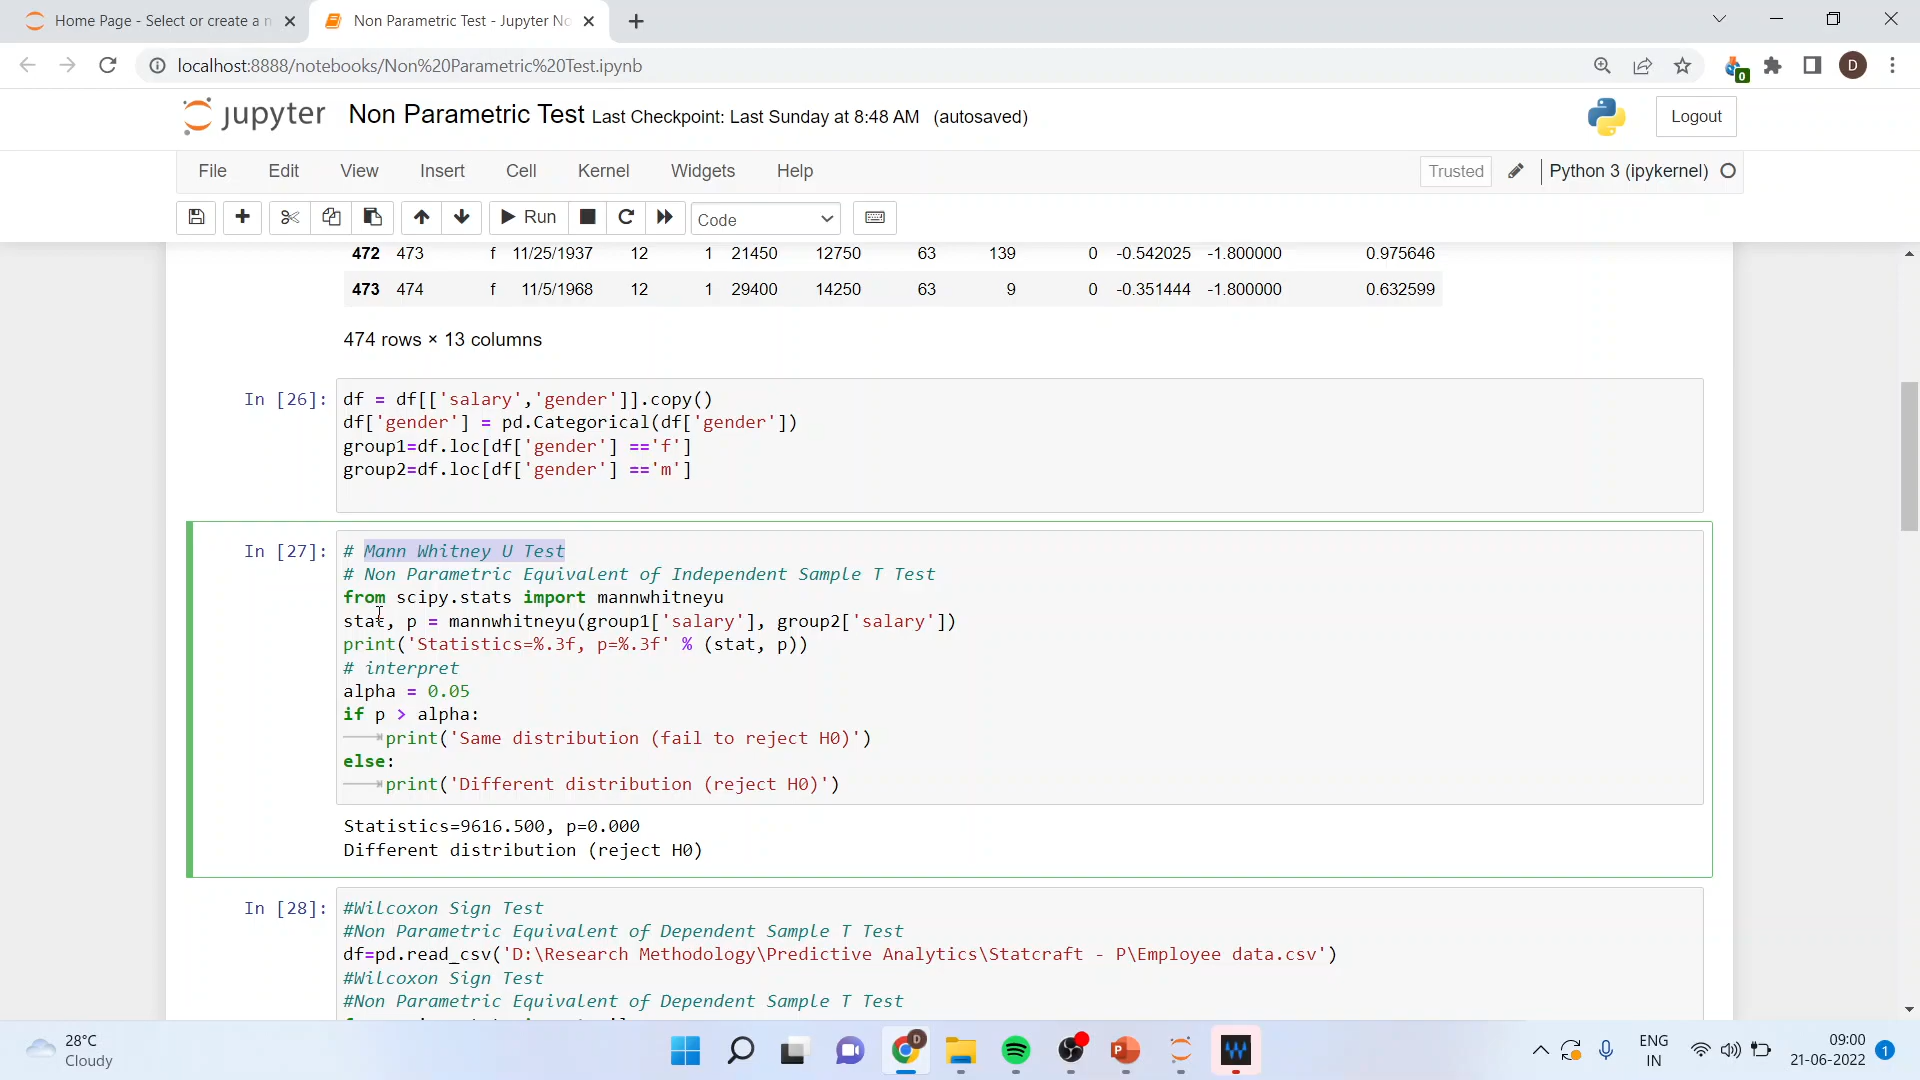 Home Page - Select or create a n
Non Parametric Test - Jupyter No
localhost:8888/notebooks/Non%20Parametric%20Test.ipynb
0
D
jupyter
Non Parametric Test Last Checkpoint: Last Sunday at 8:48 AM (autosaved)
Logout
File Edit View Insert Cell Kernel Widgets Help
Trusted
Python 3 (ipykernel)
Run
Code
472 473 f 11/25/1937 12 1 21450 12750 63 139 0 -0.542025 -1.800000 0.975646
473 474 f 11/5/1968 12 1 29400 14250 63 9 0 -0.351444 -1.800000 0.632599
474 rows × 13 columns
In [26]:
df = df[['salary','gender']].copy()
df['gender'] = pd.Categorical(df['gender'])
group1=df.loc[df['gender'] =='f']
group2=df.loc[df['gender'] =='m']
In [27]:
# Mann Whitney U Test
# Non Parametric Equivalent of Independent Sample T Test
from scipy.stats import mannwhitneyu
stat, p = mannwhitneyu(group1['salary'], group2['salary'])
print('Statistics=%.3f, p=%.3f' % (stat, p))
# interpret
alpha = 0.05
if p > alpha:
print('Same distribution (fail to reject H0)')
else:
print('Different distribution (reject H0)')
Statistics=9616.500, p=0.000
Different distribution (reject H0)
In [28]:
#Wilcoxon Sign Test
#Non Parametric Equivalent of Dependent Sample T Test
df=pd.read_csv('D:\Research Methodology\Predictive Analytics\Statcraft - P\Employee data.csv')
#Wilcoxon Sign Test
#Non Parametric Equivalent of Dependent Sample T Test
28°C
Cloudy
D
ENG
IN
09:00
21-06-2022
1